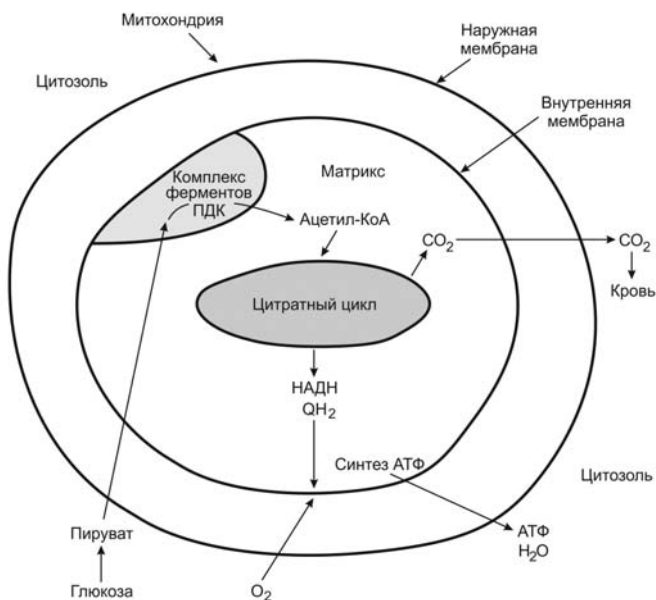 Митохондрия
Наружная
мембрана
Цитозоль
Внутренняя
мембрана
Матрикс
Комплекс
ферментов
ПДК
Ацетил-КоА
CO₂
CO₂
Кровь
Цитратный цикл
НАДН
QH₂
Синтез АТФ
Цитозоль
АТФ
H₂O
Пируват
Глюкоза
O₂